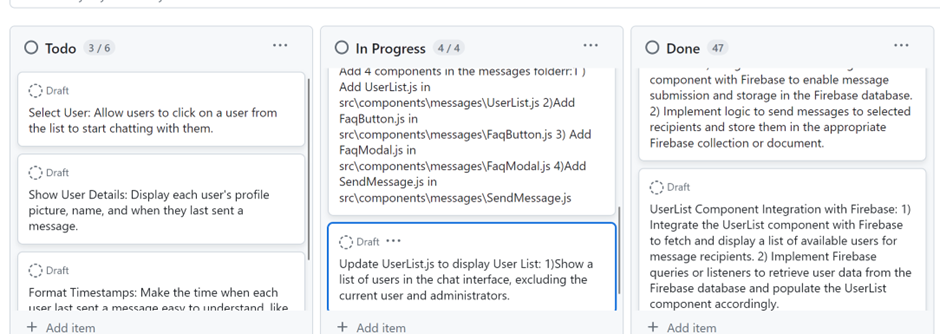 Todo 3 / 6
Draft
Select User: Allow users to click on a user from
the list to start chatting with them.
Draft
Show User Details: Display each user's profile
picture, name, and when they last sent a
message.
Draft
Format Timestamps: Make the time when each
user last sent a message easy to understand, like
Add item
In Progress 4 / 4
Add 4 components in the messages folderr:1 )
Add UserList.js in
src\components\messages\UserList.js 2)Add
FaqButton.js in
src\components\messages\FaqButton.js 3) Add
FaqModal.js in
src\components\messages\FaqModal.js 4)Add
SendMessage.js in
src\components\messages\SendMessage.js
Draft
Update UserList.js to display User List: 1)Show a
list of users in the chat interface, excluding the
current user and administrators.
Add item
Done 47
component with Firebase to enable message
submission and storage in the Firebase database.
2) Implement logic to send messages to selected
recipients and store them in the appropriate
Firebase collection or document.
Draft
UserList Component Integration with Firebase: 1)
Integrate the UserList component with Firebase
to fetch and display a list of available users for
message recipients. 2) Implement Firebase
queries or listeners to retrieve user data from the
Firebase database and populate the UserList
component accordingly.
Add item